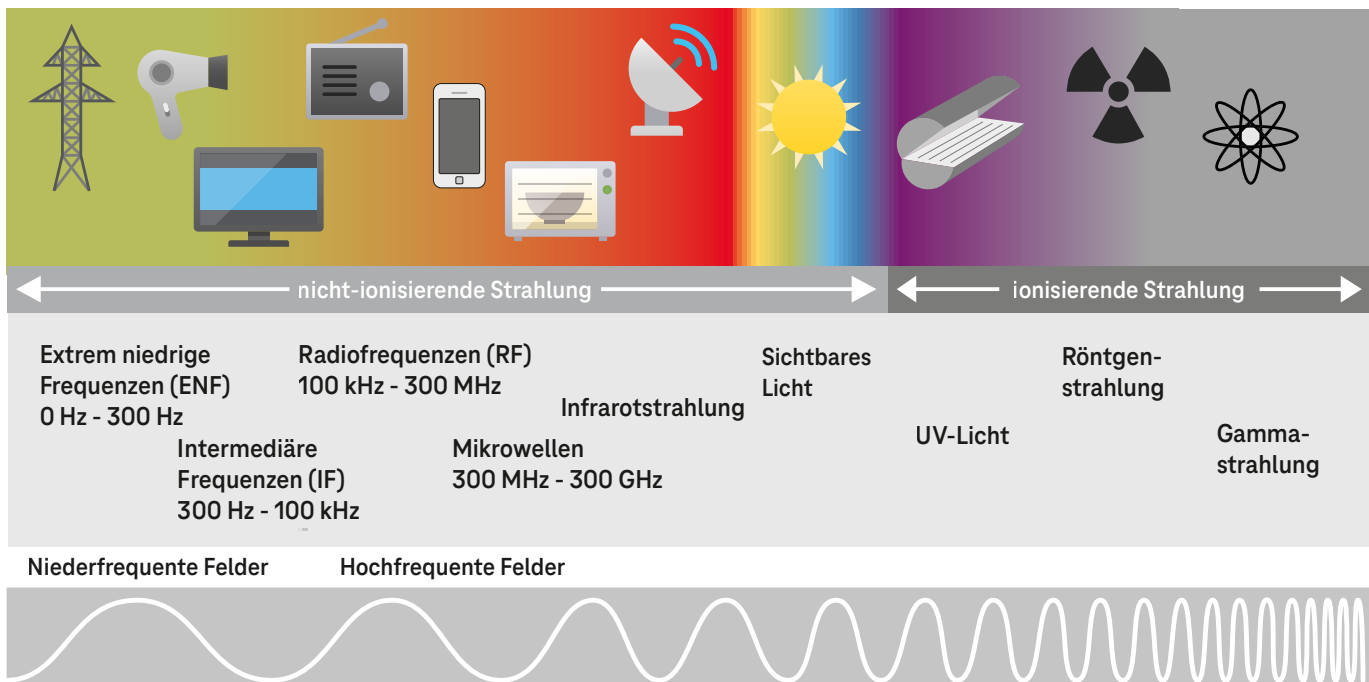 nicht-ionisierende Strahlung
ionisierende Strahlung
Extrem niedrige
Frequenzen (ENF)
0 Hz - 300 Hz
Intermediäre
Frequenzen (IF)
300 Hz - 100 kHz
Radiofrequenzen (RF)
100 kHz - 300 MHz
Mikrowellen
300 MHz - 300 GHz
Infrarotstrahlung
Sichtbares
Licht
UV-Licht
Röntgen-
strahlung
Gamma-
strahlung
Niederfrequente Felder
Hochfrequente Felder